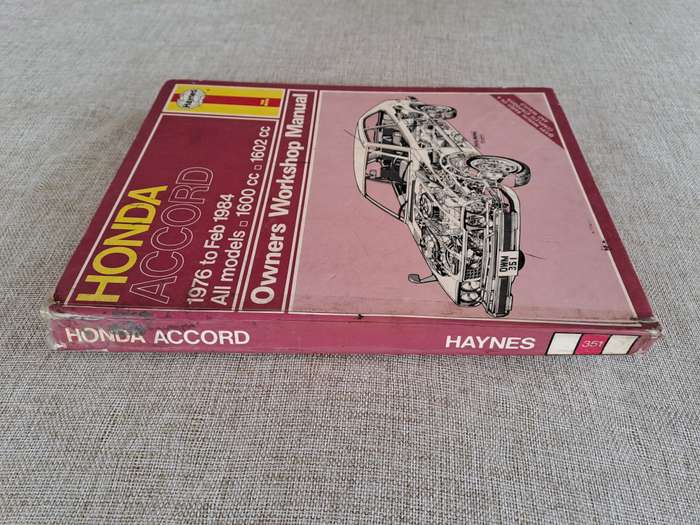 Haynes
HONDA
ACCORD
1976 to Feb 1984
All models □ 1600 cc □ 1602 cc
Owners Workshop Manual
OWM
351
HONDA ACCORD
HAYNES
351